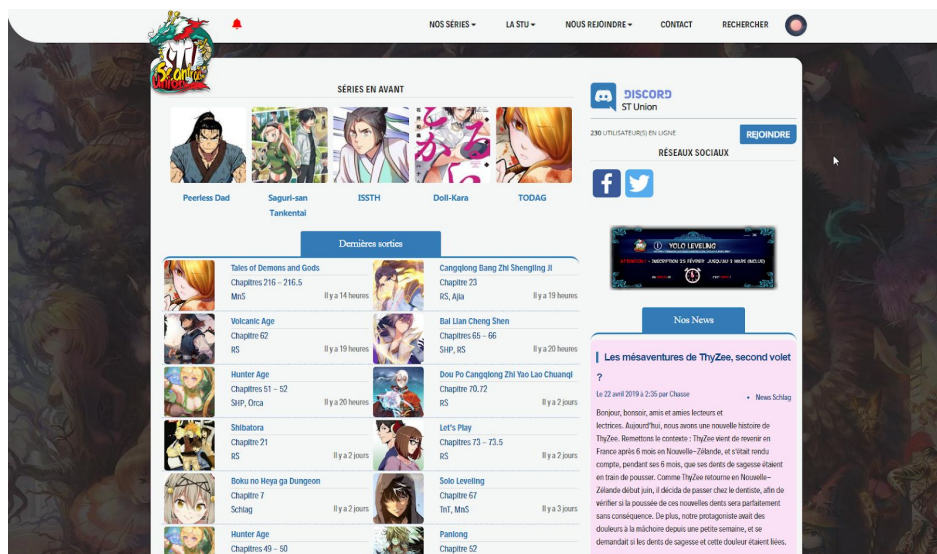 NOS SÉRIES
LA STU
NOUS REJOINDRE
CONTACT
RECHERCHER
STU
Scantrad
Union
SÉRIES EN AVANT
Peerless Dad
Saguri-san
Tankentai
ISSTH
Doll-Kara
TODAG
Dernières sorties
Tales of Demons and Gods
Chapitres 216 – 216.5
MnS
Il y a 14 heures
Cangqlong Bang Zhi Shengling Ji
Chapitre 23
RS, Ajia
Il y a 19 heures
Volcanic Age
Chapitre 62
RS
Il y a 19 heures
Bai Lian Cheng Shen
Chapitres 65 – 66
SHP, RS
Il y a 20 heures
Hunter Age
Chapitres 51 – 52
SHP, Orca
Il y a 20 heures
Dou Po Cangqlong Zhi Yao Lao Chuanqi
Chapitre 70.72
RS
Il y a 2 jours
Shibatora
Chapitre 21
RS
Il y a 2 jours
Let's Play
Chapitres 73 – 73.5
RS
Il y a 2 jours
Boku no Heya ga Dungeon
Chapitre 7
Schlag
Il y a 2 jours
Solo Leveling
Chapitre 67
TnT, MnS
Il y a 3 jours
Hunter Age
Chapitres 49 – 50
Panlong
Chapitre 52
DISCORD
ST Union
230 UTILISATEUR(S) EN LIGNE
REJOINDRE
RÉSEAUX SOCIAUX
YOLO LEVELING
ATTENTION ! - INSCRIPTION 25 FÉVRIER JUSQU'AU 3 MARS (INCLUS)
Nos News
Les mésaventures de ThyZee, second volet
?
Le 22 avril 2019 à 2:35 par Chasse
News Schlag
Bonjour, bonsoir, amis et amies lecteurs et
lectrices. Aujourd'hui, nous avons une nouvelle histoire de
ThyZee. Remettons le contexte : ThyZee vient de revenir en
France après 6 mois en Nouvelle-Zélande, et s'était rendu
compte, pendant ses 6 mois, que ses dents de sagesse étaient
en train de pousser. Comme ThyZee retourne en Nouvelle-
Zélande début juin, il décida de passer chez le dentiste, afin de
vérifier si la poussée de ces nouvelles dents sera parfaitement
sans conséquence. De plus, notre protagoniste avait des
douleurs à la mâchoire depuis une petite semaine, et se
demandait si les dents de sagesse et cette douleur étaient liées.